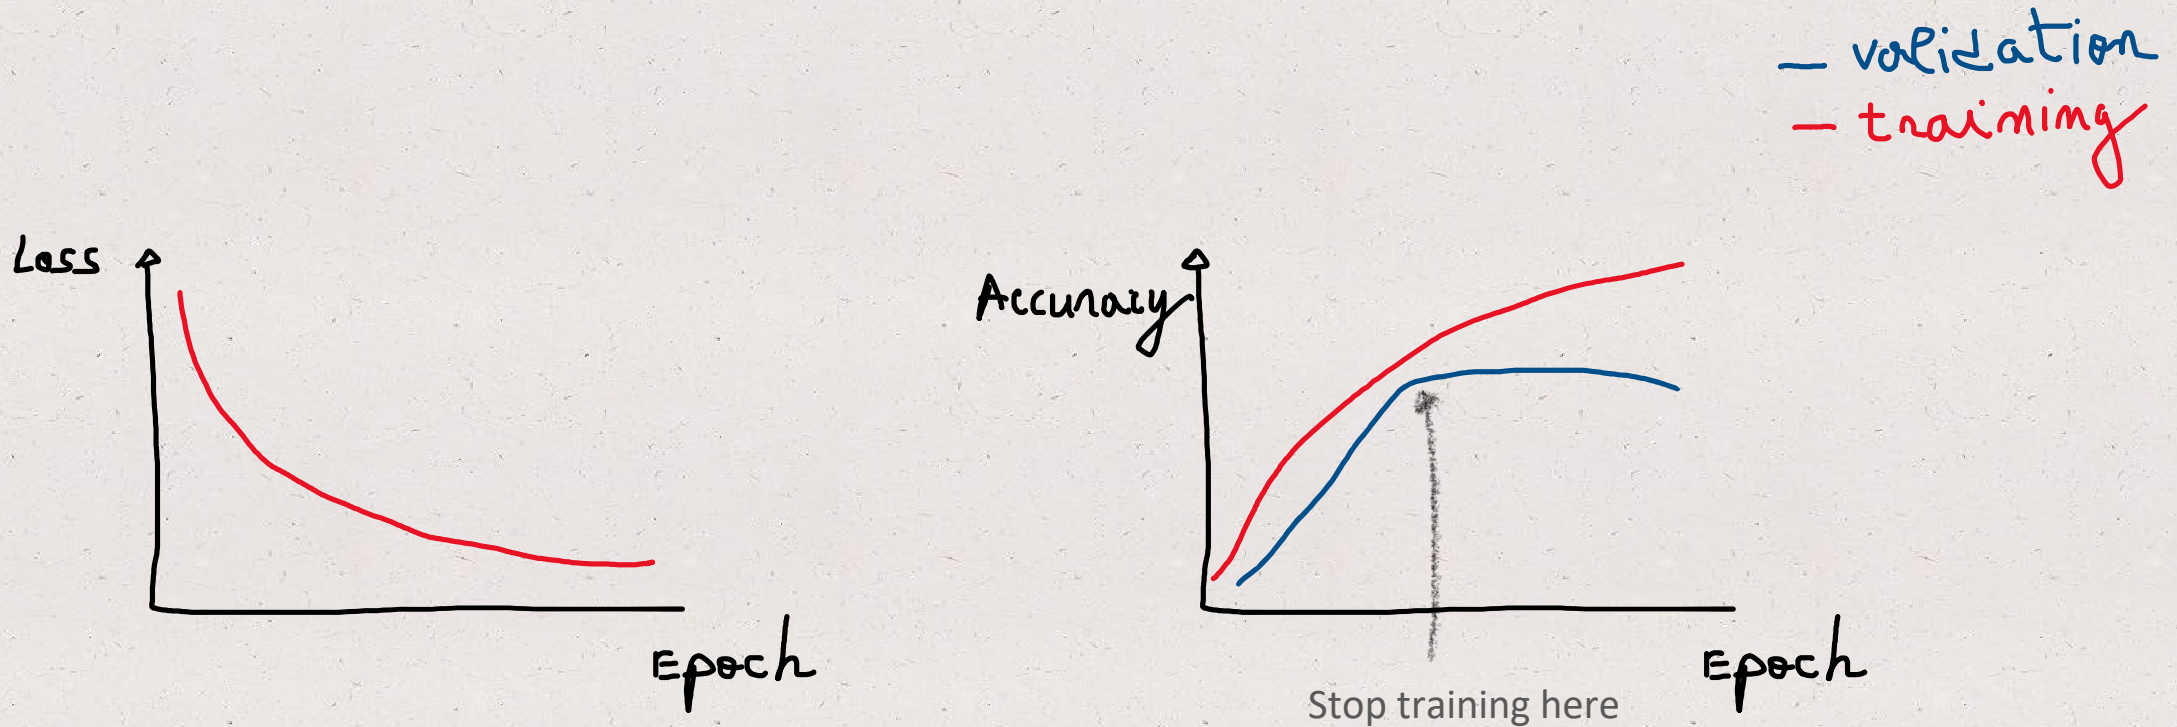 — validation
— training
Loss
Accuracy
Epoch
Epoch
Stop training here